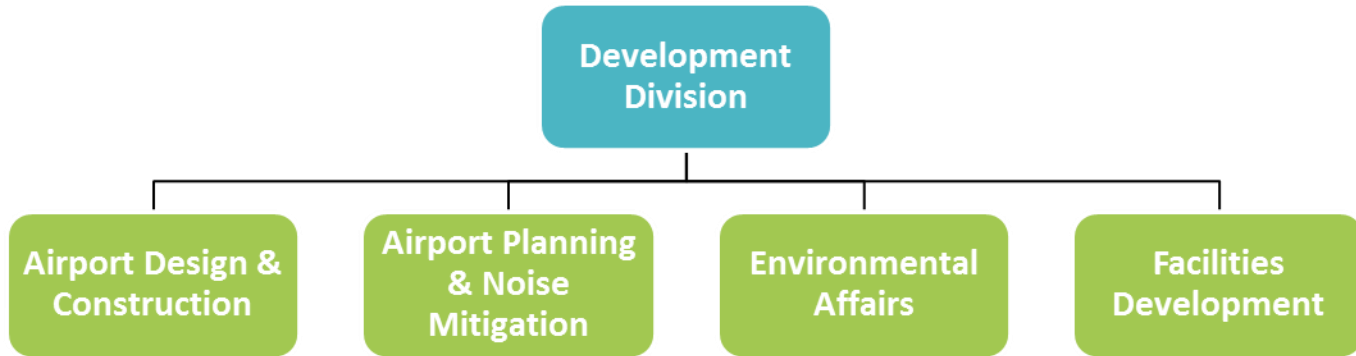 Development
Division
Airport Design &
Construction
Airport Planning
& Noise
Mitigation
Environmental
Affairs
Facilities
Development